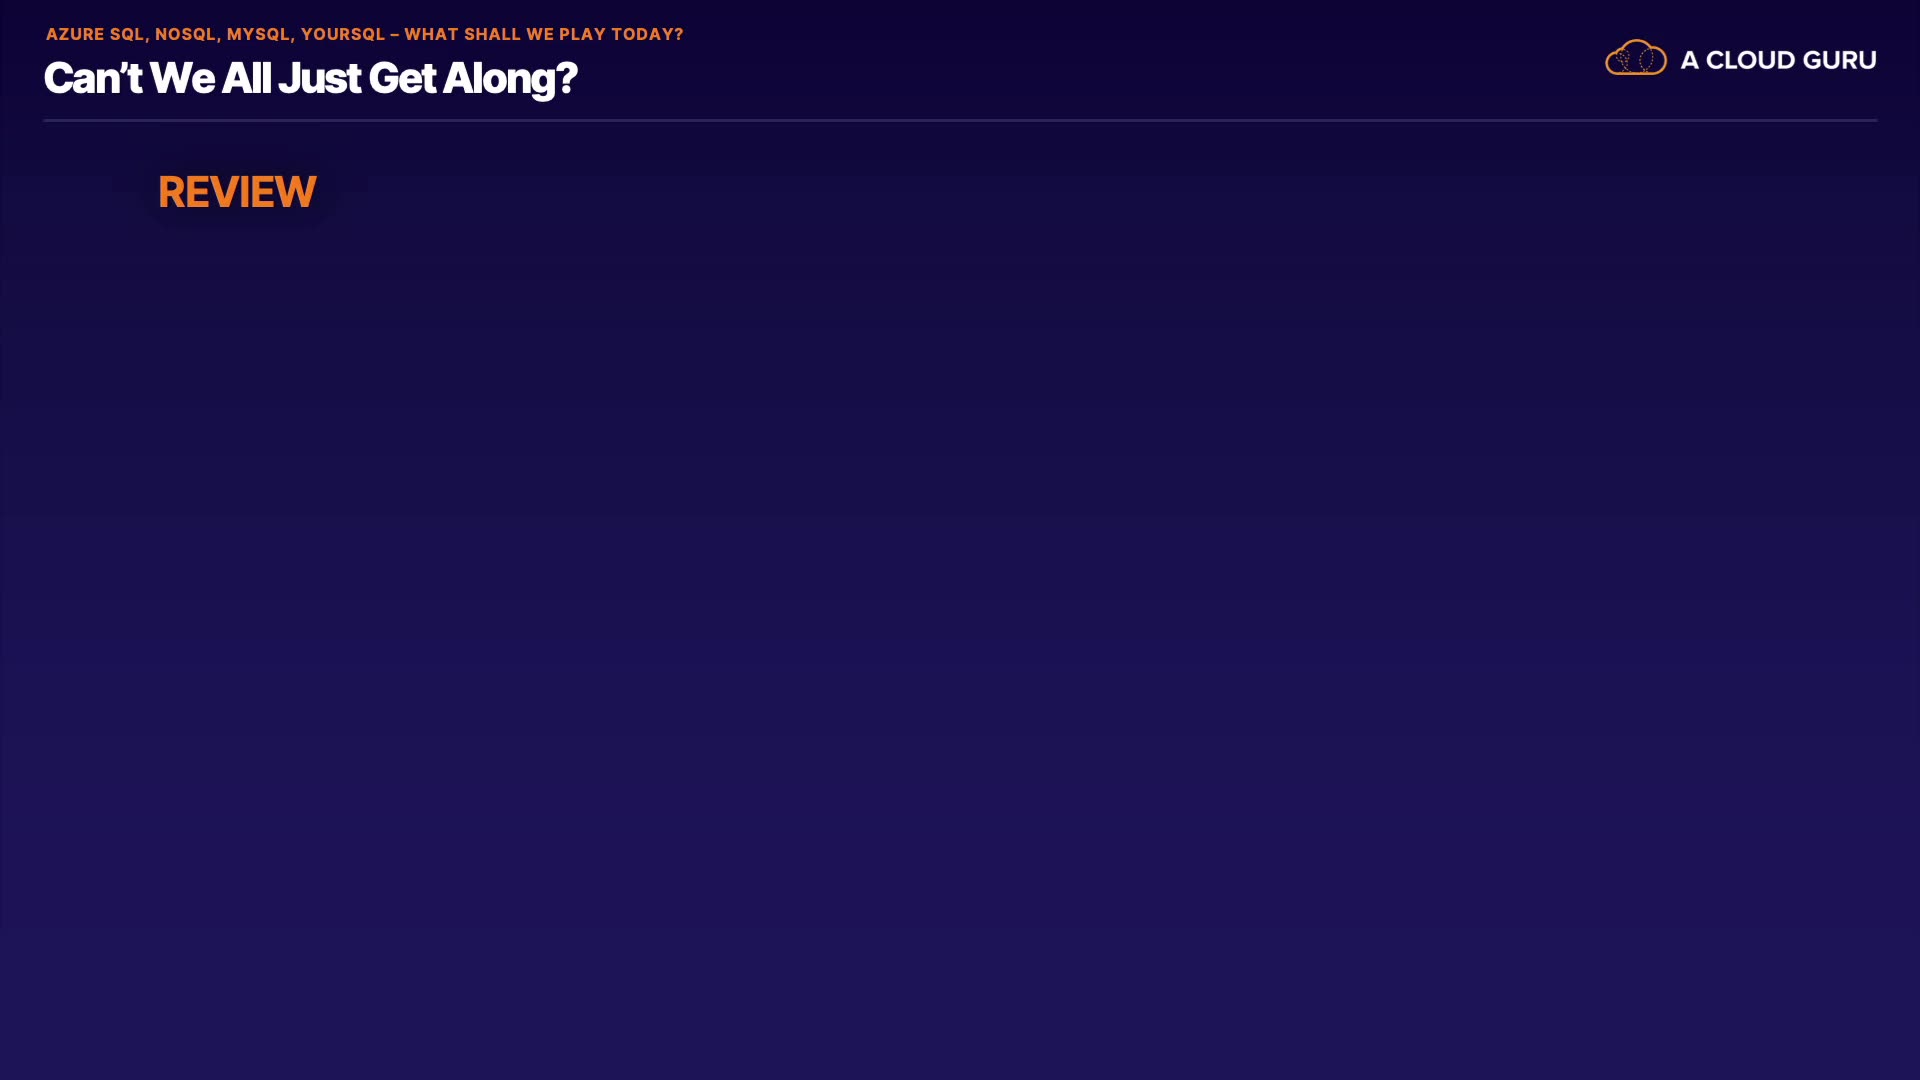 AZURE SQL, NOSQL, MYSQL, YOURSQL – WHAT SHALL WE PLAY TODAY?
Can’t We All Just Get Along?
A CLOUD GURU
REVIEW